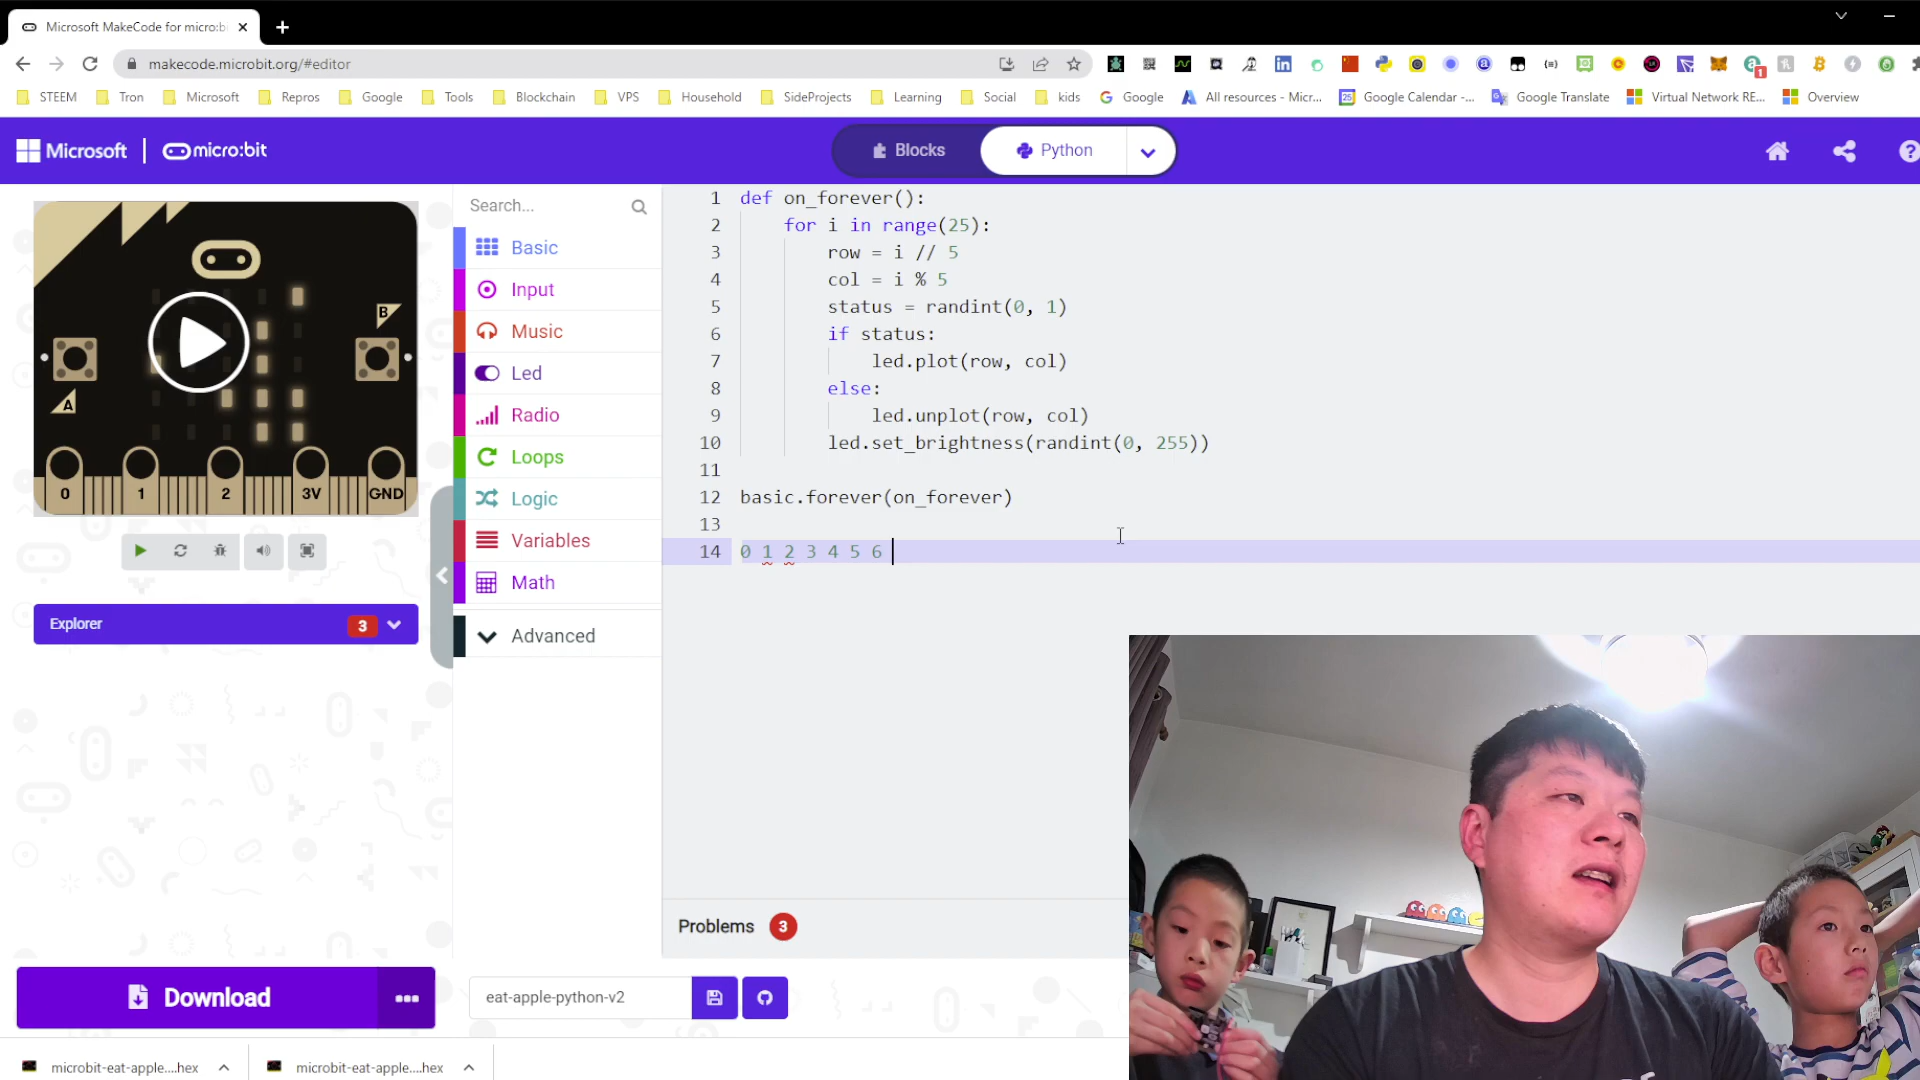 Microsoft MakeCode for micro:b
makecode.microbit.org/#editor
STEEM
Tron
Microsoft
Repros
Google
Tools
Blockchain
VPS
Household
SideProjects
Learning
Social
kids
Google
All resources - Micr...
Google Calendar -...
Google Translate
Virtual Network RE...
Overview
Microsoft
micro:bit
Blocks
Python
Search...
Basic
Input
Music
Led
Radio
Loops
Logic
Variables
Math
Advanced
B
A
0 1 2 3V GND
Explorer 3
1 def on_forever():
2 for i in range(25):
3 row = i // 5
4 col = i % 5
5 status = randint(0, 1)
6 if status:
7 led.plot(row, col)
8 else:
9 led.unplot(row, col)
10 led.set_brightness(randint(0, 255))
11
12 basic.forever(on_forever)
13
14 0 1 2 3 4 5 6
Problems 3
Download
eat-apple-python-v2
microbit-eat-apple....hex
microbit-eat-apple....hex